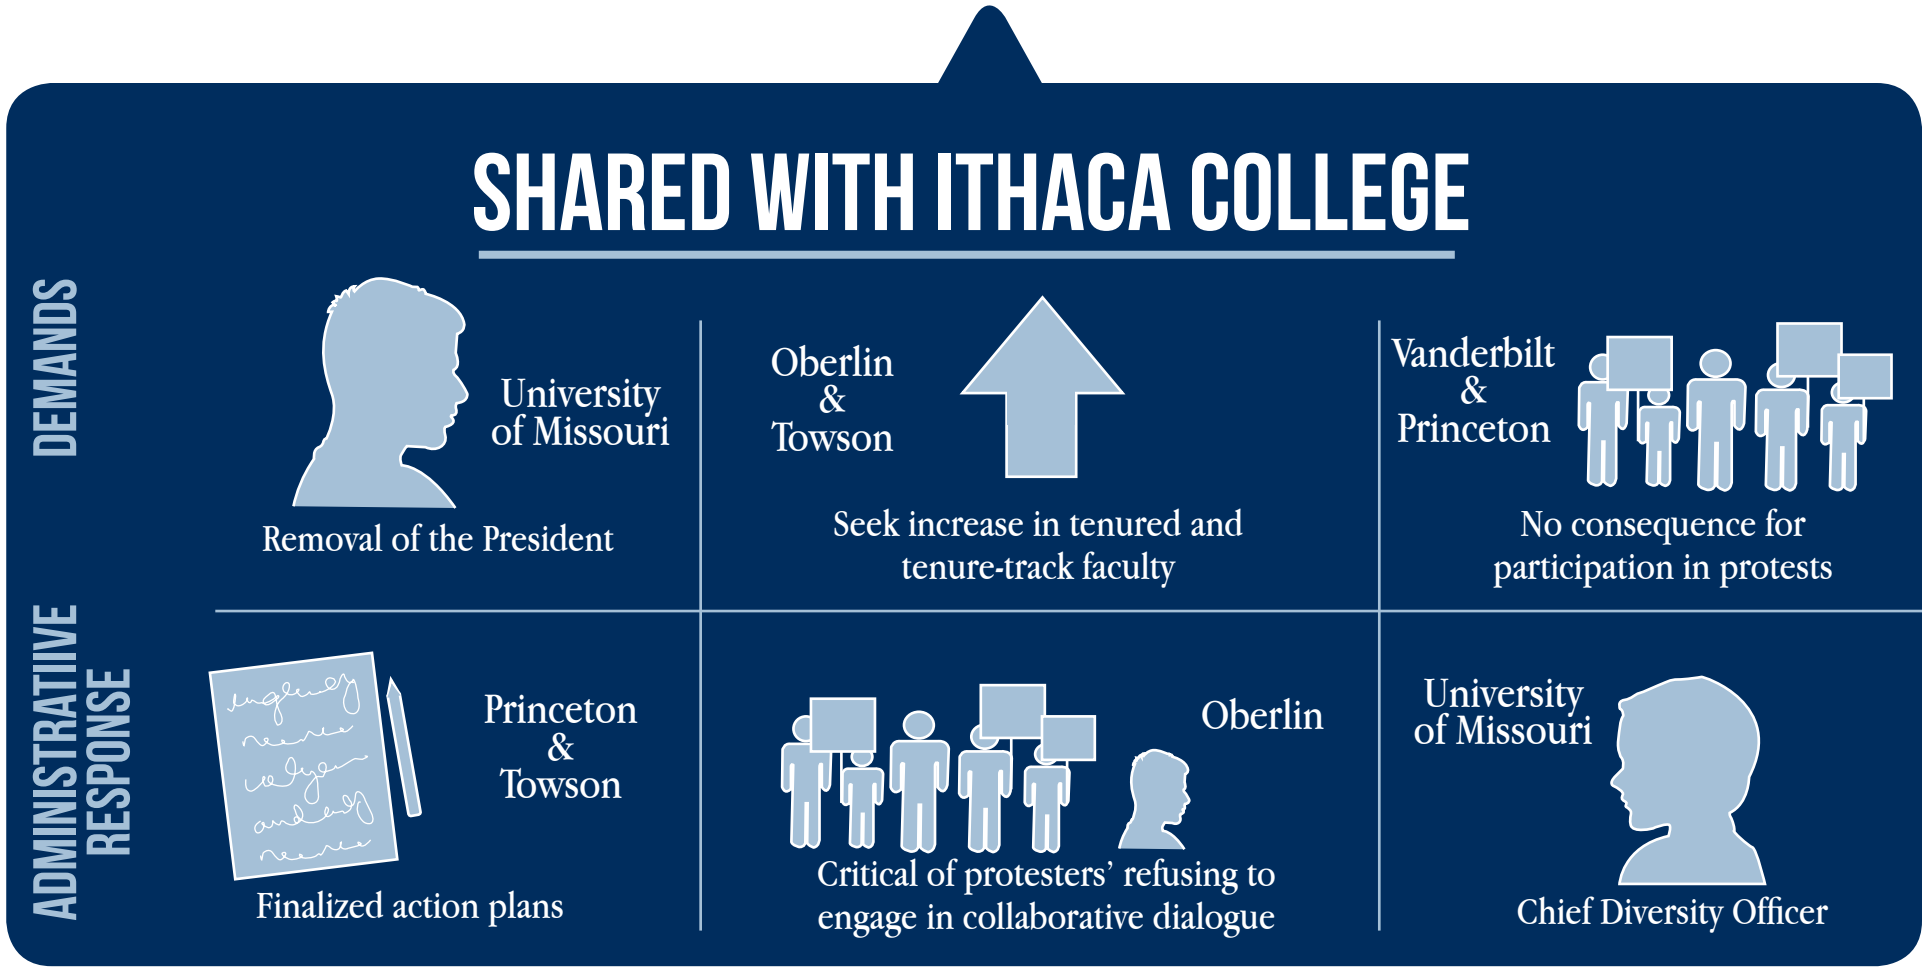 SHARED WITH ITHACA COLLEGE
DEMANDS
University
of Missouri
Removal of the President
Oberlin
&
Towson
Seek increase in tenured and
tenure-track faculty
Vanderbilt
&
Princeton
No consequence for
participation in protests
ADMINISTRATIIVE
RESPONSE
Princeton
&
Towson
Finalized action plans
Oberlin
Critical of protesters’ refusing to
engage in collaborative dialogue
University
of Missouri
Chief Diversity Officer